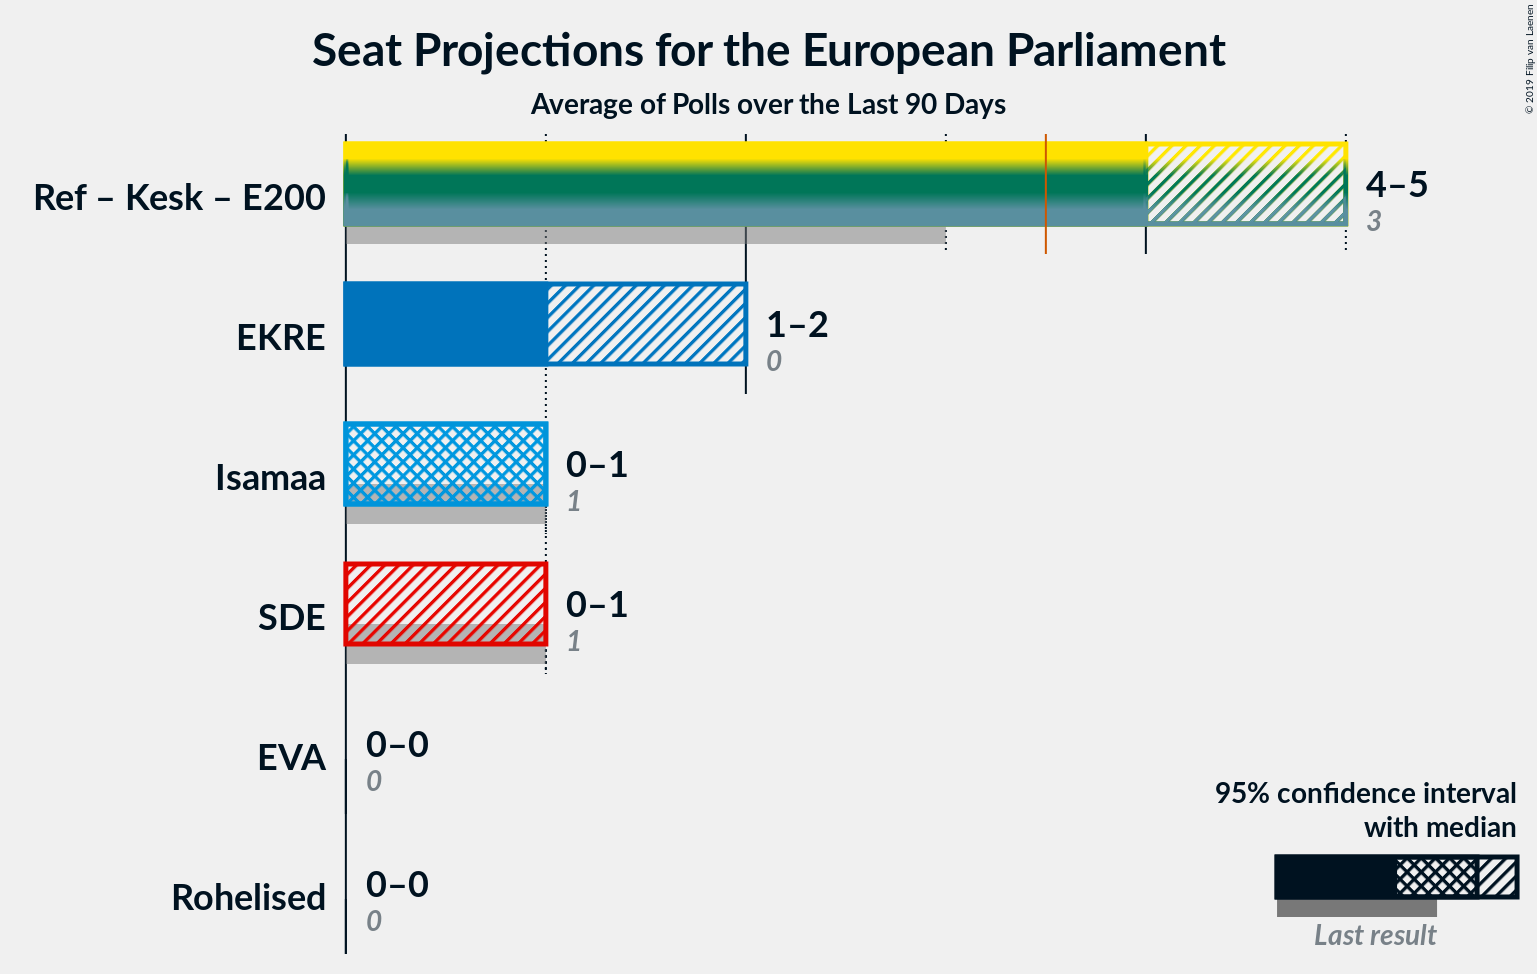 Seat Projections for the European Parliament
Average of Polls over the Last 90 Days
© 2019 Filip van Laenen
Ref – Kesk – E200
4–5
3
EKRE
1–2
0
Isamaa
0–1
1
SDE
0–1
1
EVA
0–0
0
Rohelised
0–0
0
95% confidence interval
with median
Last result